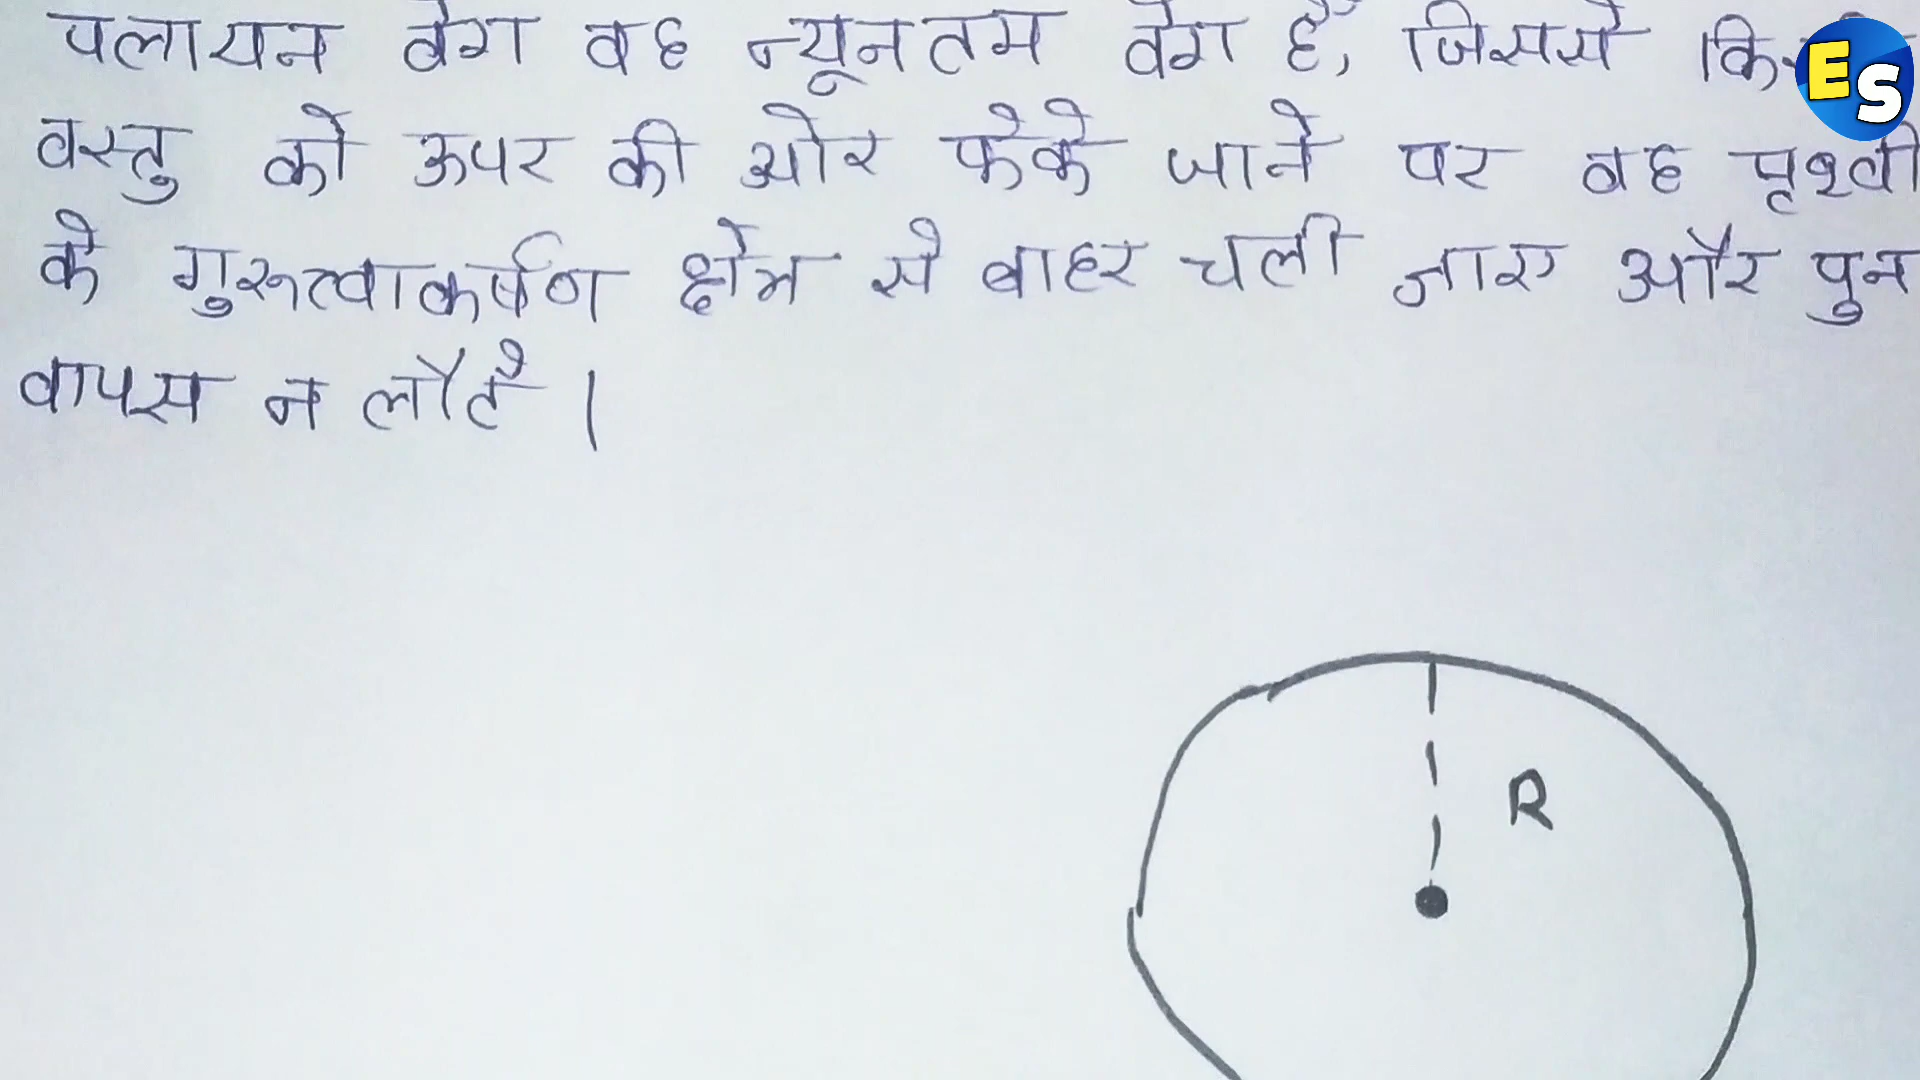 पलायन वेग वह न्यूनतम वेग है, जिससे
ES
वस्तु को ऊपर की ओर फेंके जाने पर वह पृथ्वी
के गुरुत्वाकर्षण क्षेत्र से बाहर चली जाए और पुन
वापस न लौटे।
R